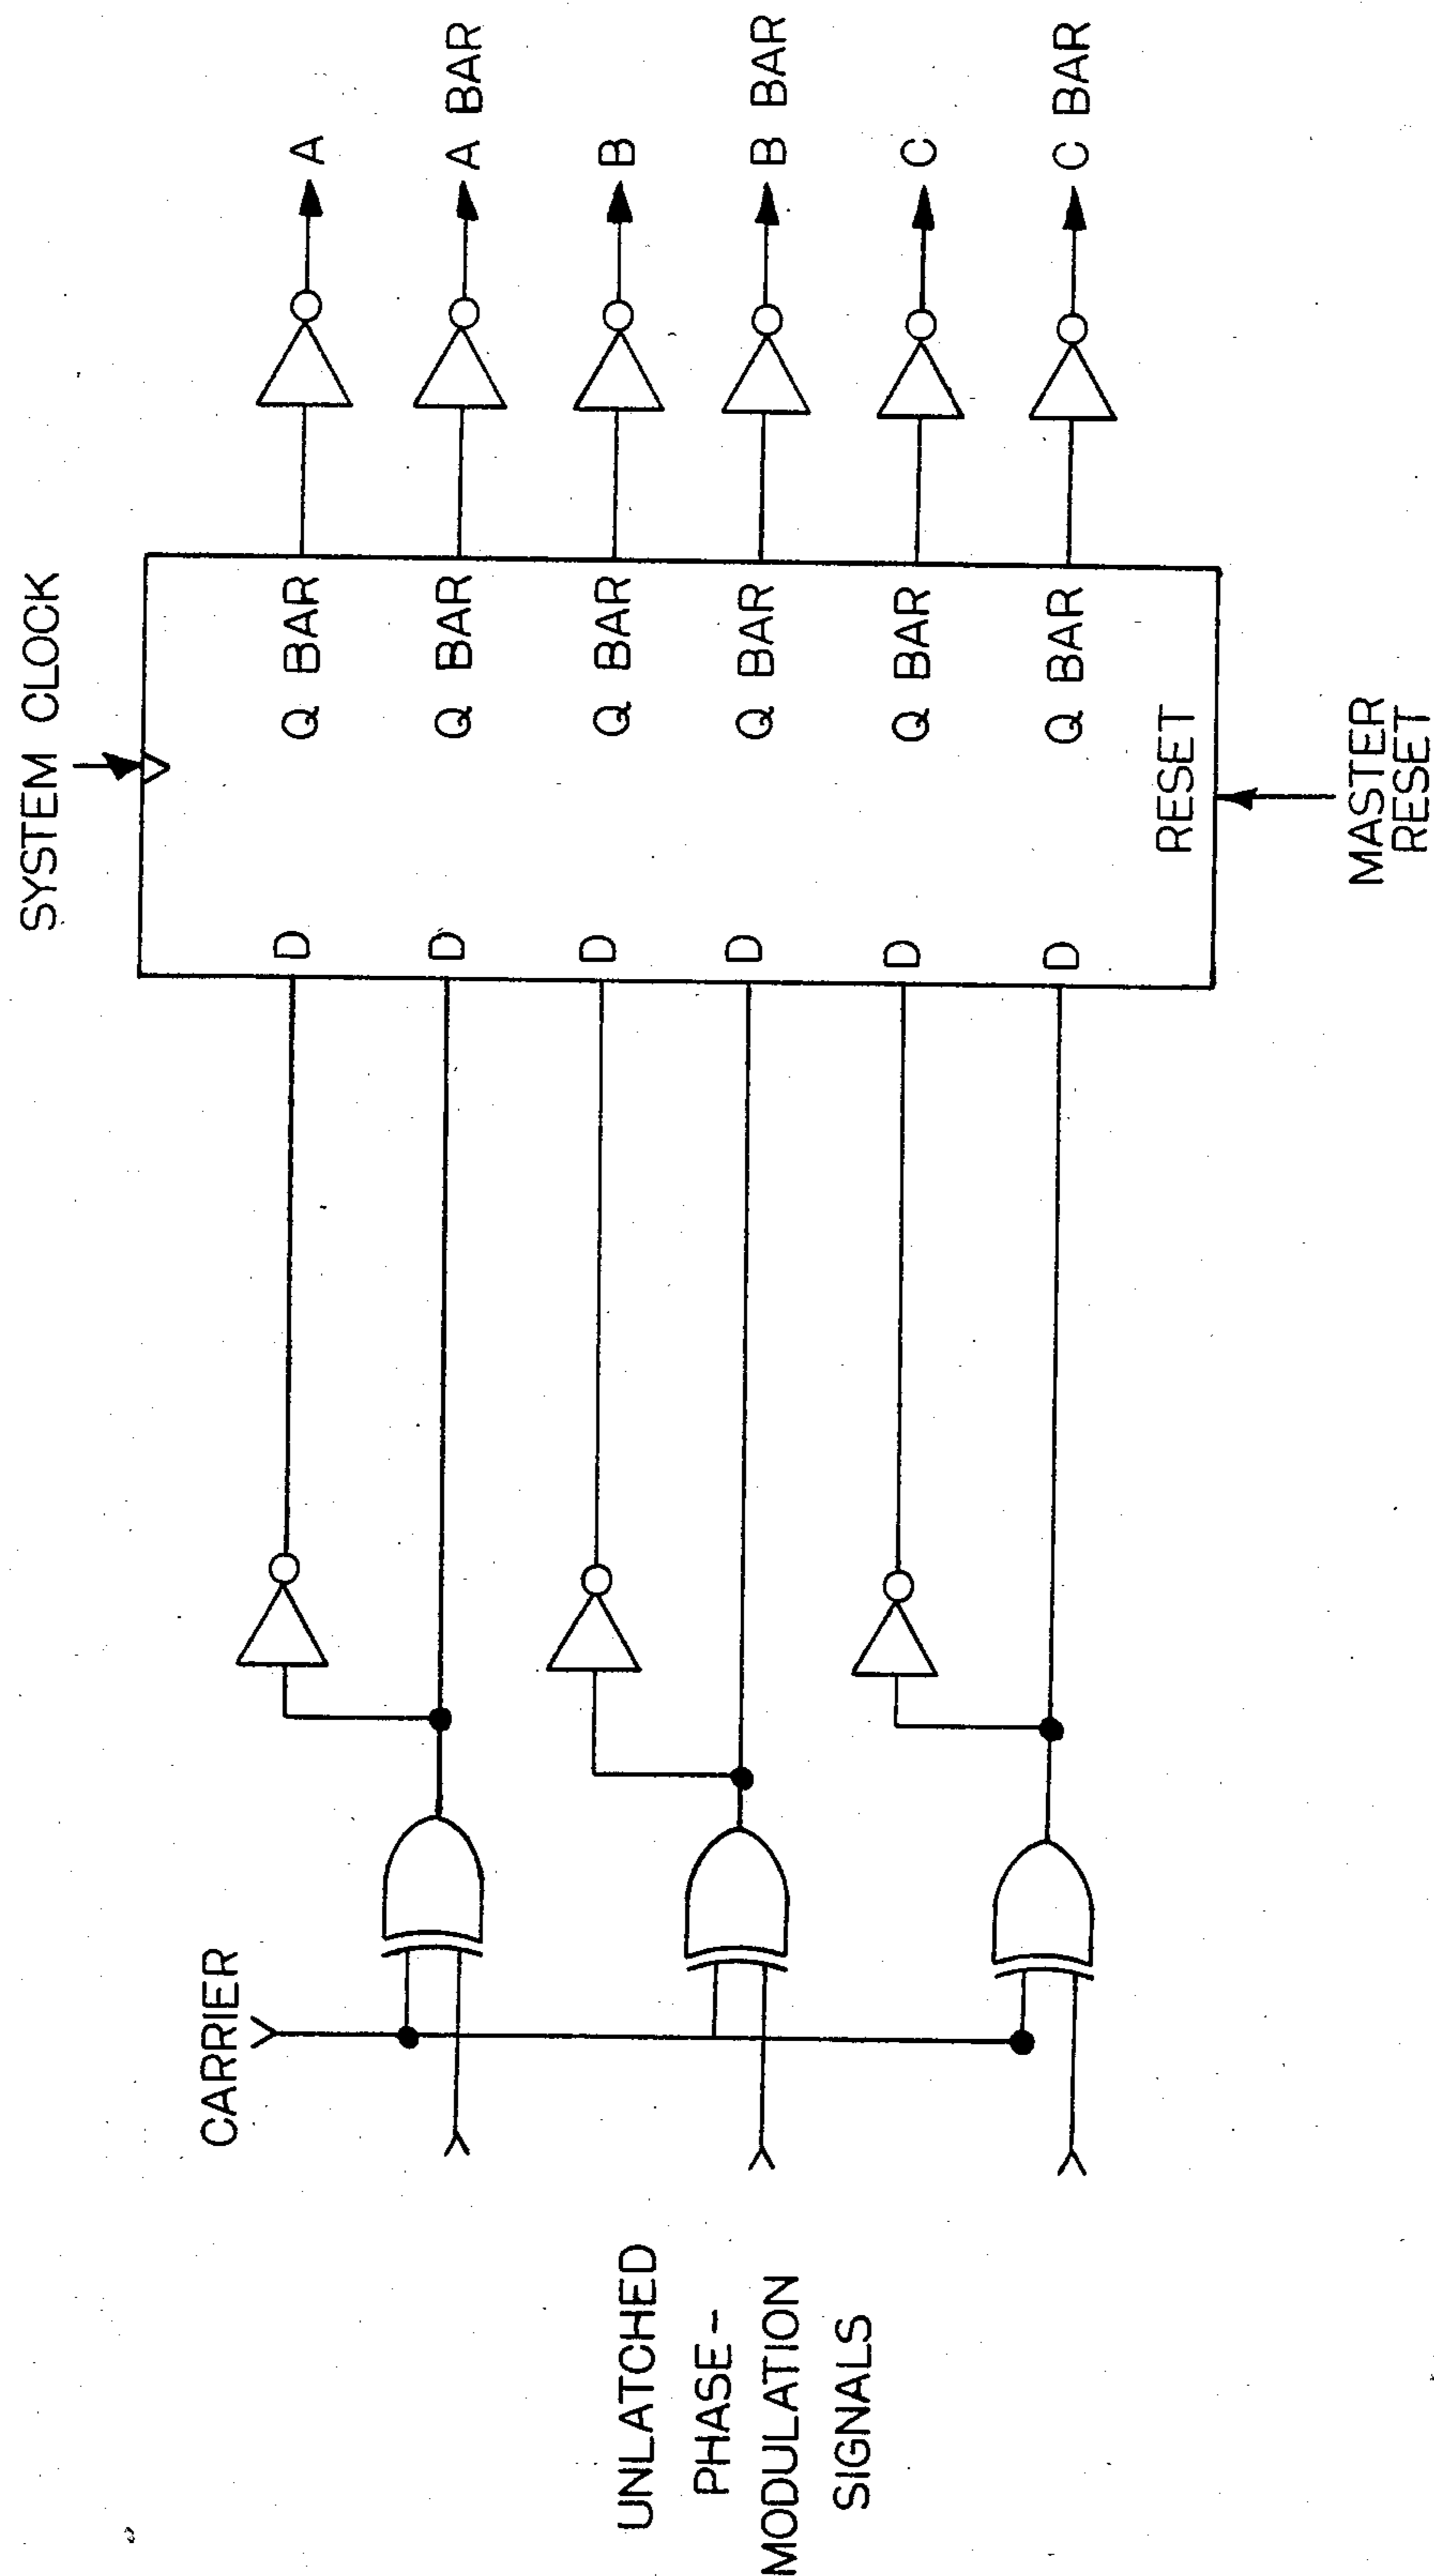 SYSTEM CLOCK
CARRIER
D
Q BAR
A
D
Q BAR
A BAR
D
Q BAR
B
UNLATCHED
PHASE-
MODULATION
SIGNALS
D
Q BAR
B BAR
D
Q BAR
C
D
Q BAR
C BAR
RESET
MASTER
RESET